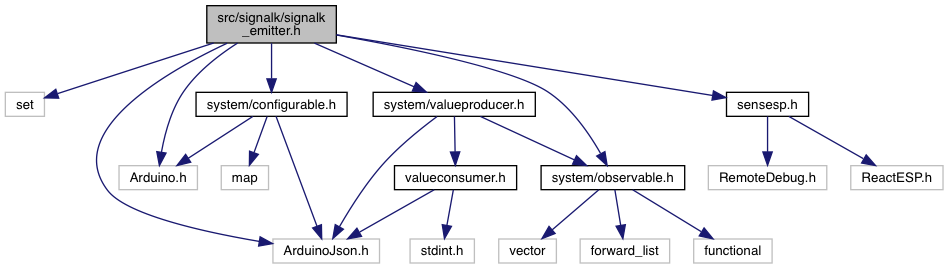 src/signalk/signalk
_emitter.h
set
system/configurable.h
system/valueproducer.h
sensesp.h
Arduino.h
map
valueconsumer.h
system/observable.h
RemoteDebug.h
ReactESP.h
ArduinoJson.h
stdint.h
vector
forward_list
functional